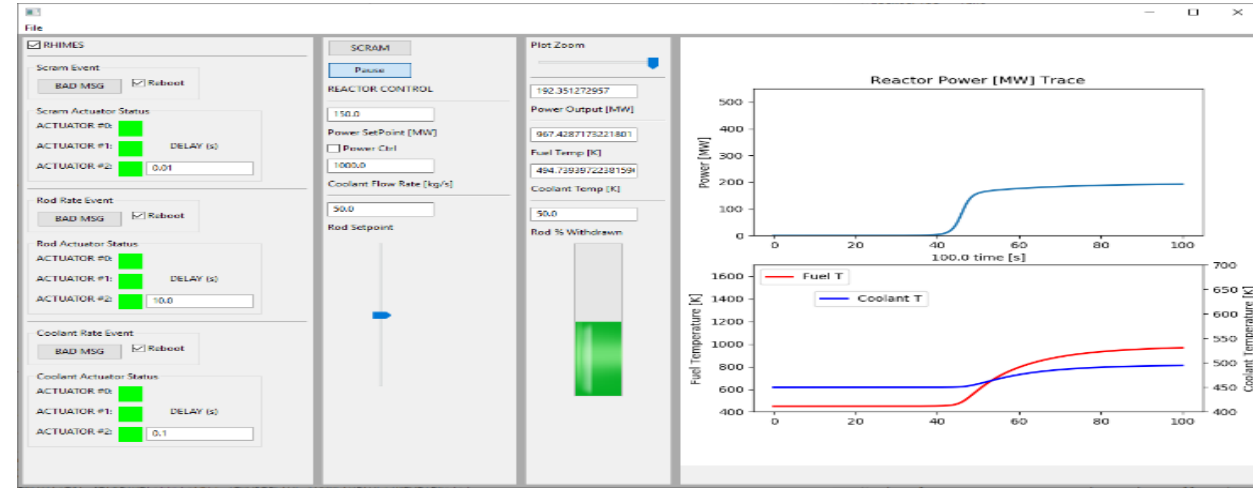 File
RHIMES
Scram Event
BAD MSG
Reboot
Scram Actuator Status
ACTUATOR #0:
ACTUATOR #1:
DELAY (s)
ACTUATOR #2:
0.01
Rod Rate Event
BAD MSG
Reboot
Rod Actuator Status
ACTUATOR #0:
ACTUATOR #1:
DELAY (s)
ACTUATOR #2:
10.0
Coolant Rate Event
BAD MSG
Reboot
Coolant Actuator Status
ACTUATOR #0:
ACTUATOR #1:
DELAY (s)
ACTUATOR #2:
0.1
SCRAM
Pause
REACTOR CONTROL
150.0
Power SetPoint [MW]
Power Ctrl
1000.0
Coolant Flow Rate [kg/s]
50.0
Rod Setpoint
Plot Zoom
192.351272957
Power Output [MW]
967.4287173221801
Fuel Temp [K]
494.7393972238159
Coolant Temp [K]
50.0
Rod % Withdrawn
Reactor Power [MW] Trace
Power [MW]
500
400
300
200
100
0
0 20 40 60 80 100
100.0 time [s]
Fuel Temperature [K]
1600
1400
1200
1000
800
600
400
Fuel T
Coolant T
700
650
600
550
500
450
400
Coolant Temperature [K]
0 20 40 60 80 100